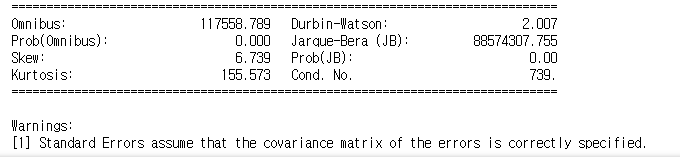 ==============================================================================
Omnibus: 117558.789 Durbin-Watson: 2.007
Prob(Omnibus): 0.000 Jarque-Bera (JB): 88574307.755
Skew: 6.739 Prob(JB): 0.00
Kurtosis: 155.573 Cond. No. 739.
==============================================================================
Warnings:
[1] Standard Errors assume that the covariance matrix of the errors is correctly specified.